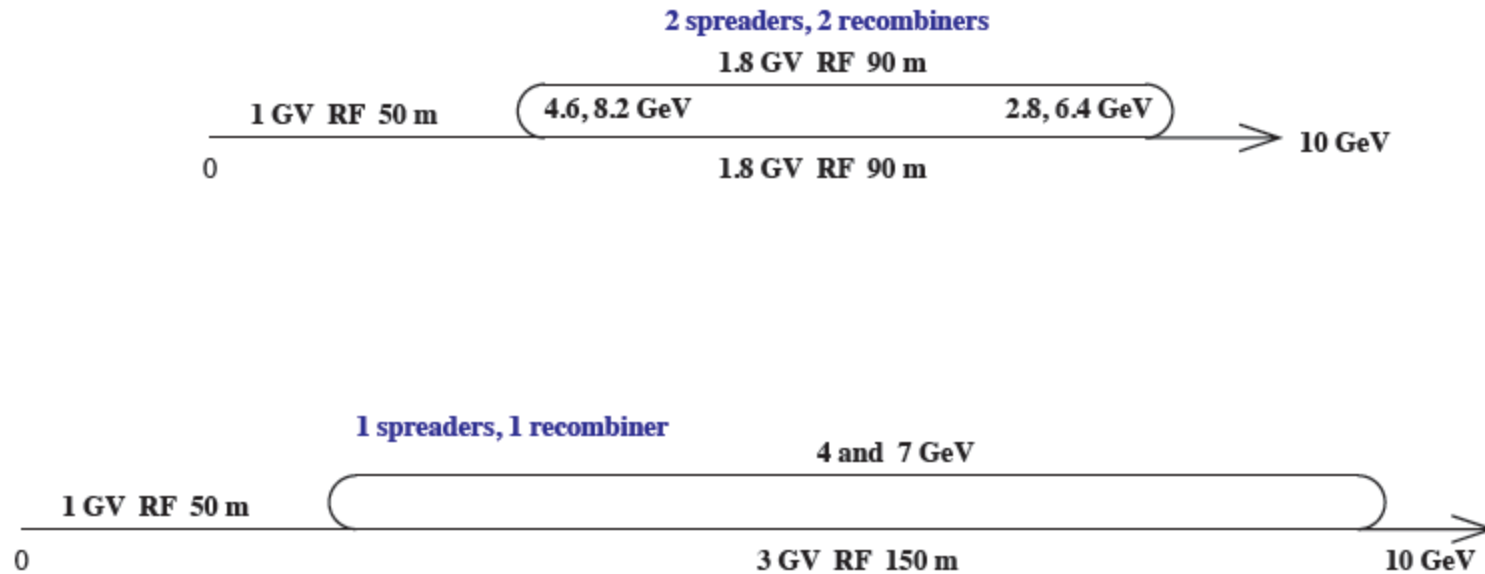 2 spreaders, 2 recombiners
1.8 GV RF 90 m
1 GV RF 50 m
4.6, 8.2 GeV
2.8, 6.4 GeV
10 GeV
0
1.8 GV RF 90 m
1 spreaders, 1 recombiner
4 and 7 GeV
1 GV RF 50 m
0
3 GV RF 150 m
10 GeV